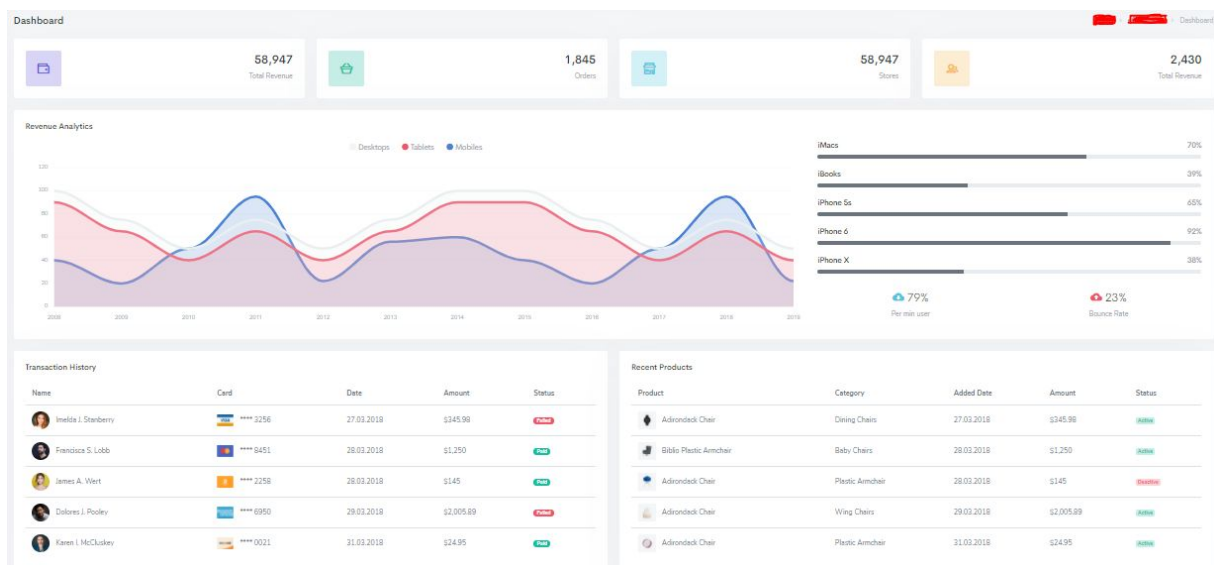 Dashboard
Dashboard
58,947
Total Revenue
1,845
Orders
58,947
Stores
2,430
Total Revenue
Revenue Analytics
Desktops Tablets Mobiles
120
100
80
60
40
20
0
2008 2009 2010 2011 2012 2013 2014 2015 2016 2017 2018 2019
iMacs 70%
iBooks 39%
iPhone 5s 65%
iPhone 6 92%
iPhone X 38%
79%
Per min user
23%
Bounce Rate
Transaction History
Name Card Date Amount Status
Imelda J. Stanberry **** 3256 27.03.2018 $345.98 Failed
Francisca S. Lobb **** 8451 28.03.2018 $1,250 Paid
James A. Wert **** 2258 28.03.2018 $145 Paid
Dolores J. Pooley **** 6950 29.03.2018 $2,005.89 Failed
Karen I. McCluskey **** 0021 31.03.2018 $24.95 Paid
Recent Products
Product Category Added Date Amount Status
Adirondack Chair Dining Chairs 27.03.2018 $345.98 Active
Biblio Plastic Armchair Baby Chairs 28.03.2018 $1,250 Active
Adirondack Chair Plastic Armchair 28.03.2018 $145 Deactive
Adirondack Chair Wing Chairs 29.03.2018 $2,005.89 Active
Adirondack Chair Plastic Armchair 31.03.2018 $24.95 Active